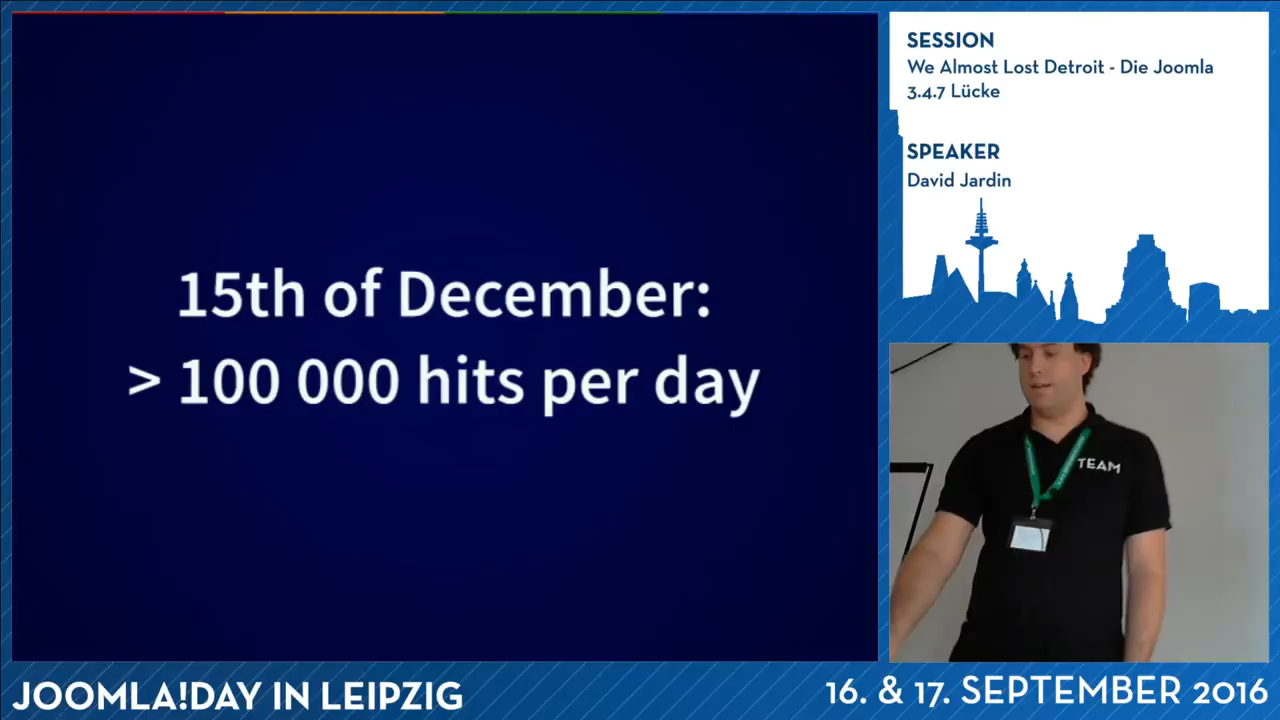 15th of December:
> 100 000 hits per day
SESSION
We Almost Lost Detroit - Die Joomla
3.4.7 Lücke
SPEAKER
David Jardin
TEAM
JOOMLA!DAY IN LEIPZIG
16. & 17. SEPTEMBER 2016